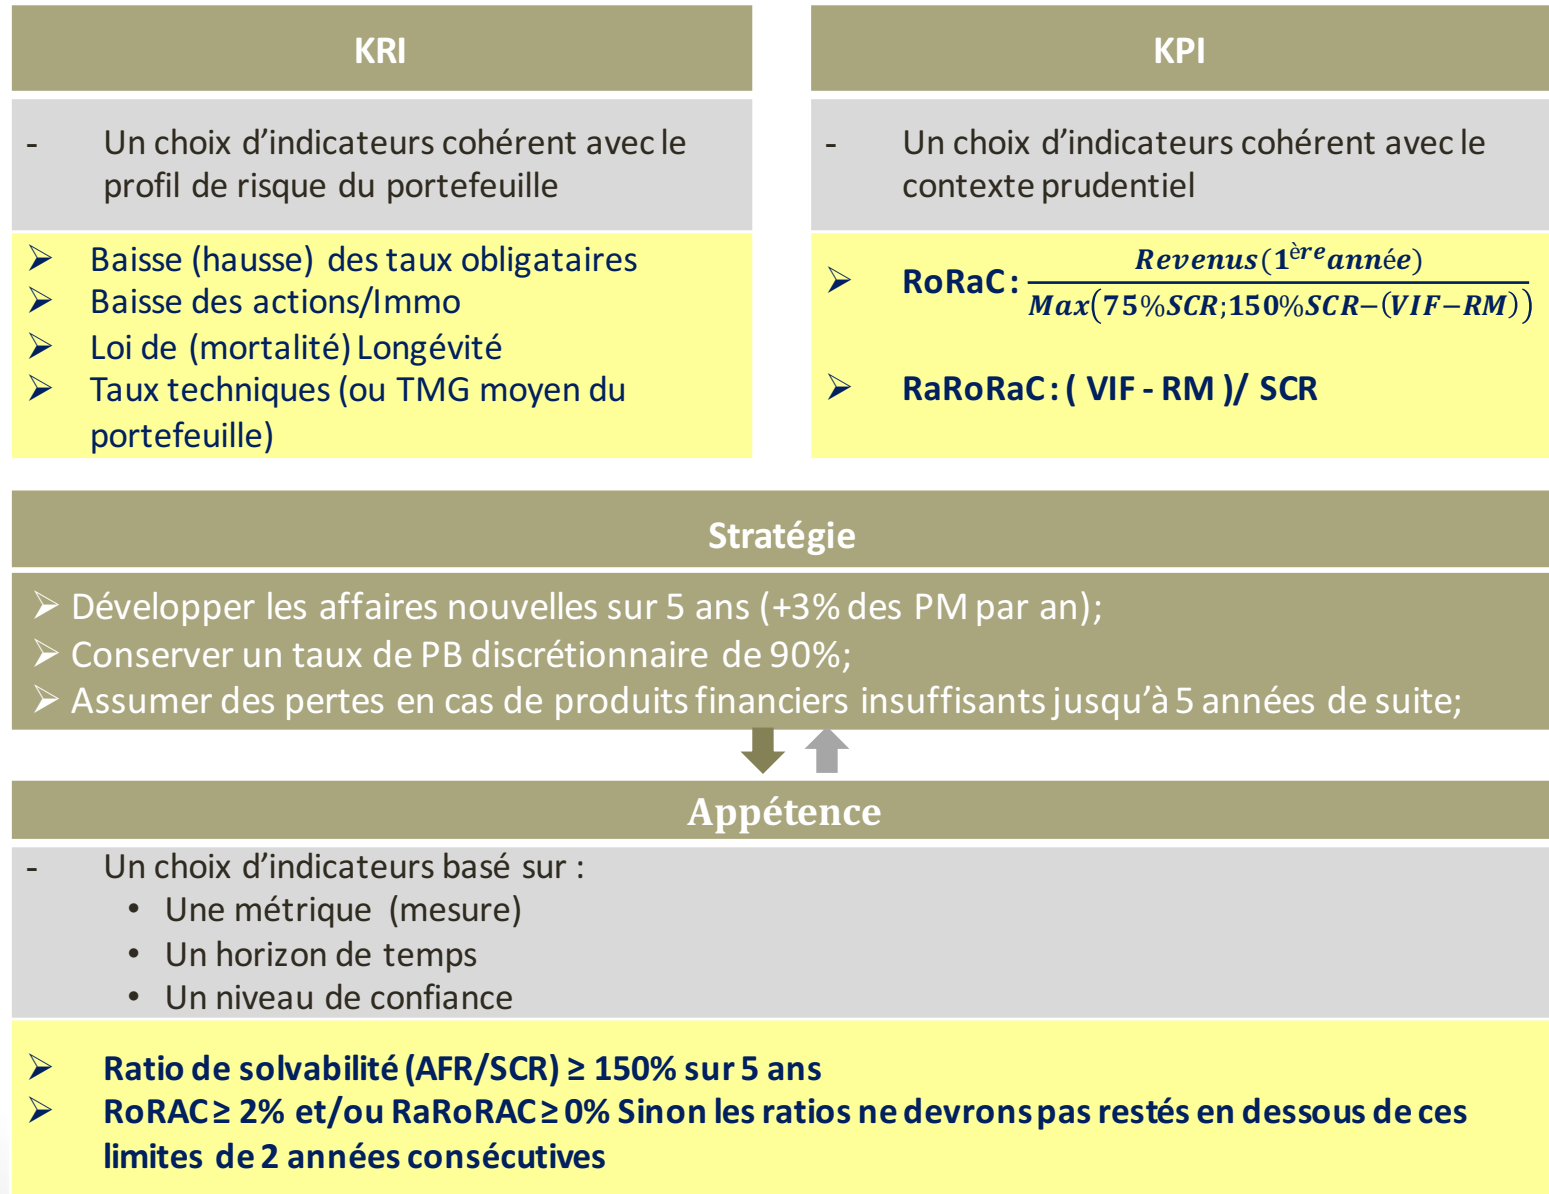 KRI
- Un choix d'indicateurs cohérent avec le
profil de risque du portefeuille
➢ Baisse (hausse) des taux obligataires
➢ Baisse des actions/Immo
➢ Loi de (mortalité) Longévité
➢ Taux techniques (ou TMG moyen du
portefeuille)
KPI
- Un choix d'indicateurs cohérent avec le
contexte prudentiel
➢ RoRaC : Revenus(1ère année) / Max(75%SCR;150%SCR−(VIF−RM))
➢ RaRoRaC : ( VIF - RM )/ SCR
Stratégie
➢ Développer les affaires nouvelles sur 5 ans (+3% des PM par an);
➢ Conserver un taux de PB discrétionnaire de 90%;
➢ Assumer des pertes en cas de produits financiers insuffisants jusqu'à 5 années de suite;
Appétence
- Un choix d'indicateurs basé sur :
• Une métrique (mesure)
• Un horizon de temps
• Un niveau de confiance
➢ Ratio de solvabilité (AFR/SCR) ≥ 150% sur 5 ans
➢ RoRAC ≥ 2% et/ou RaRoRAC ≥ 0% Sinon les ratios ne devrons pas restés en dessous de ces
limites de 2 années consécutives